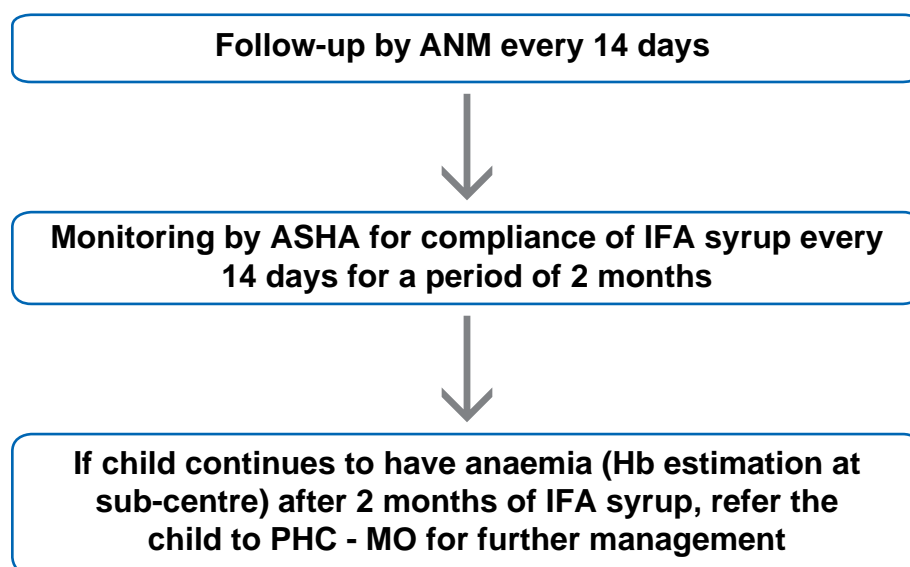 Follow-up by ANM every 14 days
Monitoring by ASHA for compliance of IFA syrup every
14 days for a period of 2 months
If child continues to have anaemia (Hb estimation at
sub-centre) after 2 months of IFA syrup, refer the
child to PHC - MO for further management